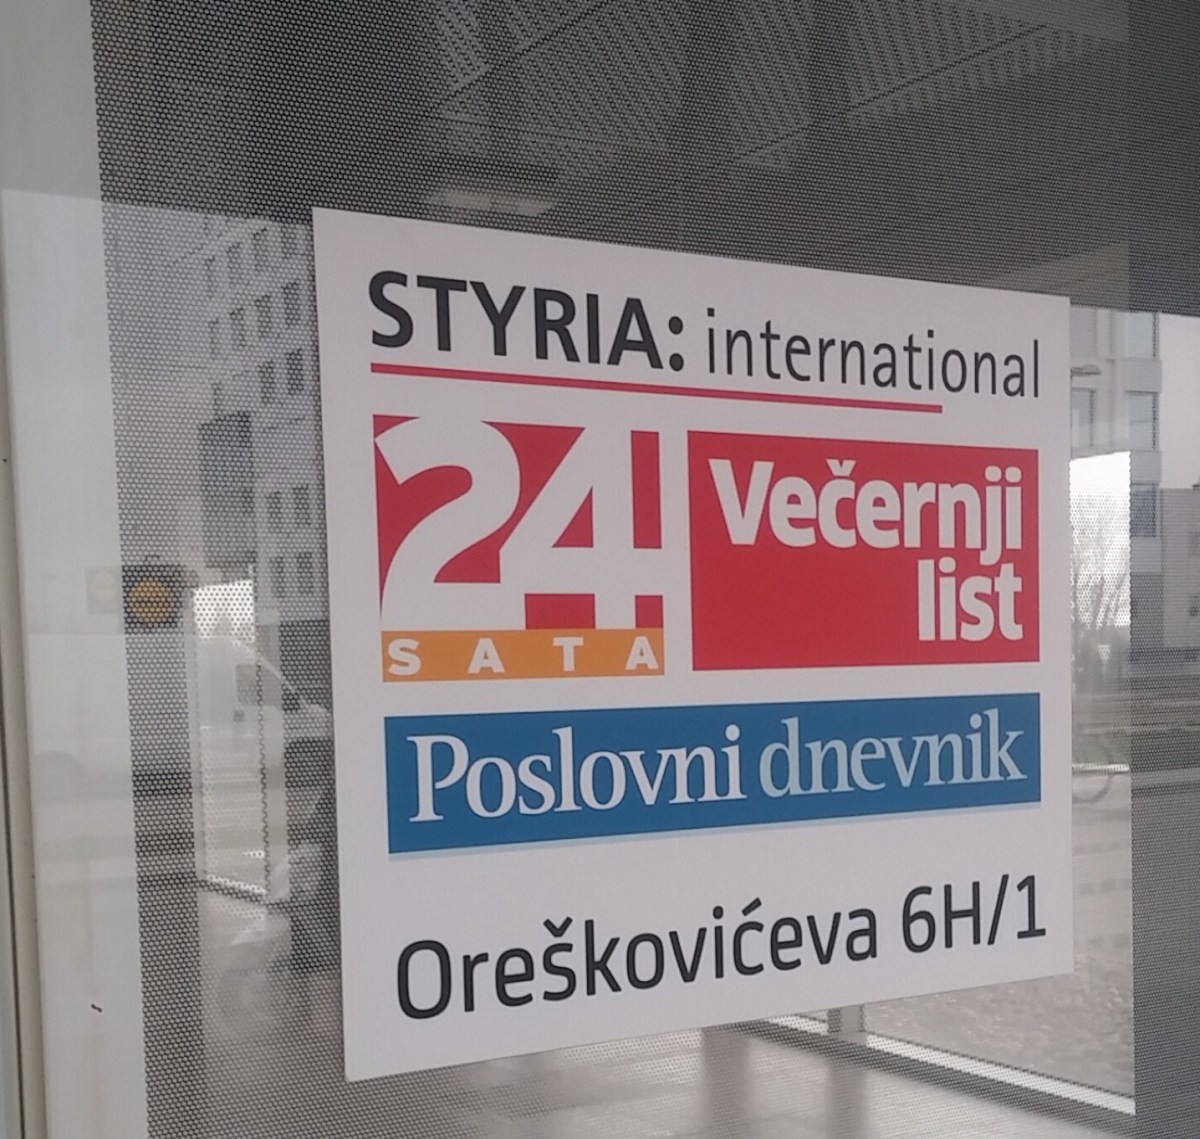 STYRIA: international
24
SATA
Večernji
list
Poslovni dnevnik
Oreškovićeva 6H/1